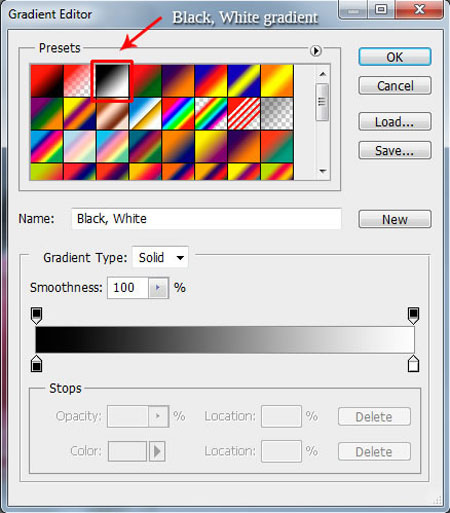 Black, White gradient
Gradient Editor
Presets
OK
Cancel
Load...
Save...
Name: Black, White
New
Gradient Type: Solid
Smoothness: 100 %
Stops
Opacity: % Location: % Delete
Color: Location: % Delete